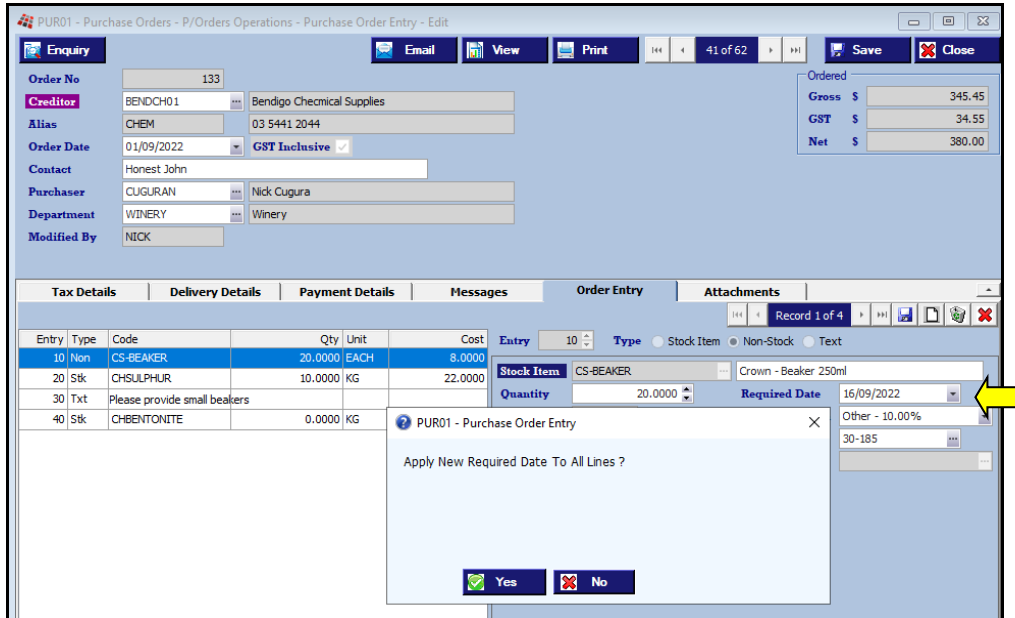 PUR01 - Purchase Orders - P/Orders Operations - Purchase Order Entry - Edit
Enquiry Email View Print 41 of 62 Save Close
Order No 133
Ordered
Creditor BENDCH01 ... Bendigo Checmical Supplies Gross $ 345.45
Alias CHEM 03 5441 2044 GST $ 34.55
Order Date 01/09/2022 GST Inclusive Net $ 380.00
Contact Honest John
Purchaser CUGURAN ... Nick Cugura
Department WINERY ... Winery
Modified By NICK
Tax Details Delivery Details Payment Details Messages Order Entry Attachments
Record 1 of 4
Entry Type Code Qty Unit Cost Entry 10 Type Stock Item Non-Stock Text
10 Non CS-BEAKER 20.0000 EACH 8.0000 Stock Item CS-BEAKER ... Crown - Beaker 250ml
20 Stk CHSULPHUR 10.0000 KG 22.0000 Quantity 20.0000 Required Date 16/09/2022
30 Txt Please provide small beakers
40 Stk CHBENTONITE 0.0000 KG Other - 10.00%
30-185 ...
...
PUR01 - Purchase Order Entry
Apply New Required Date To All Lines ?
Yes No